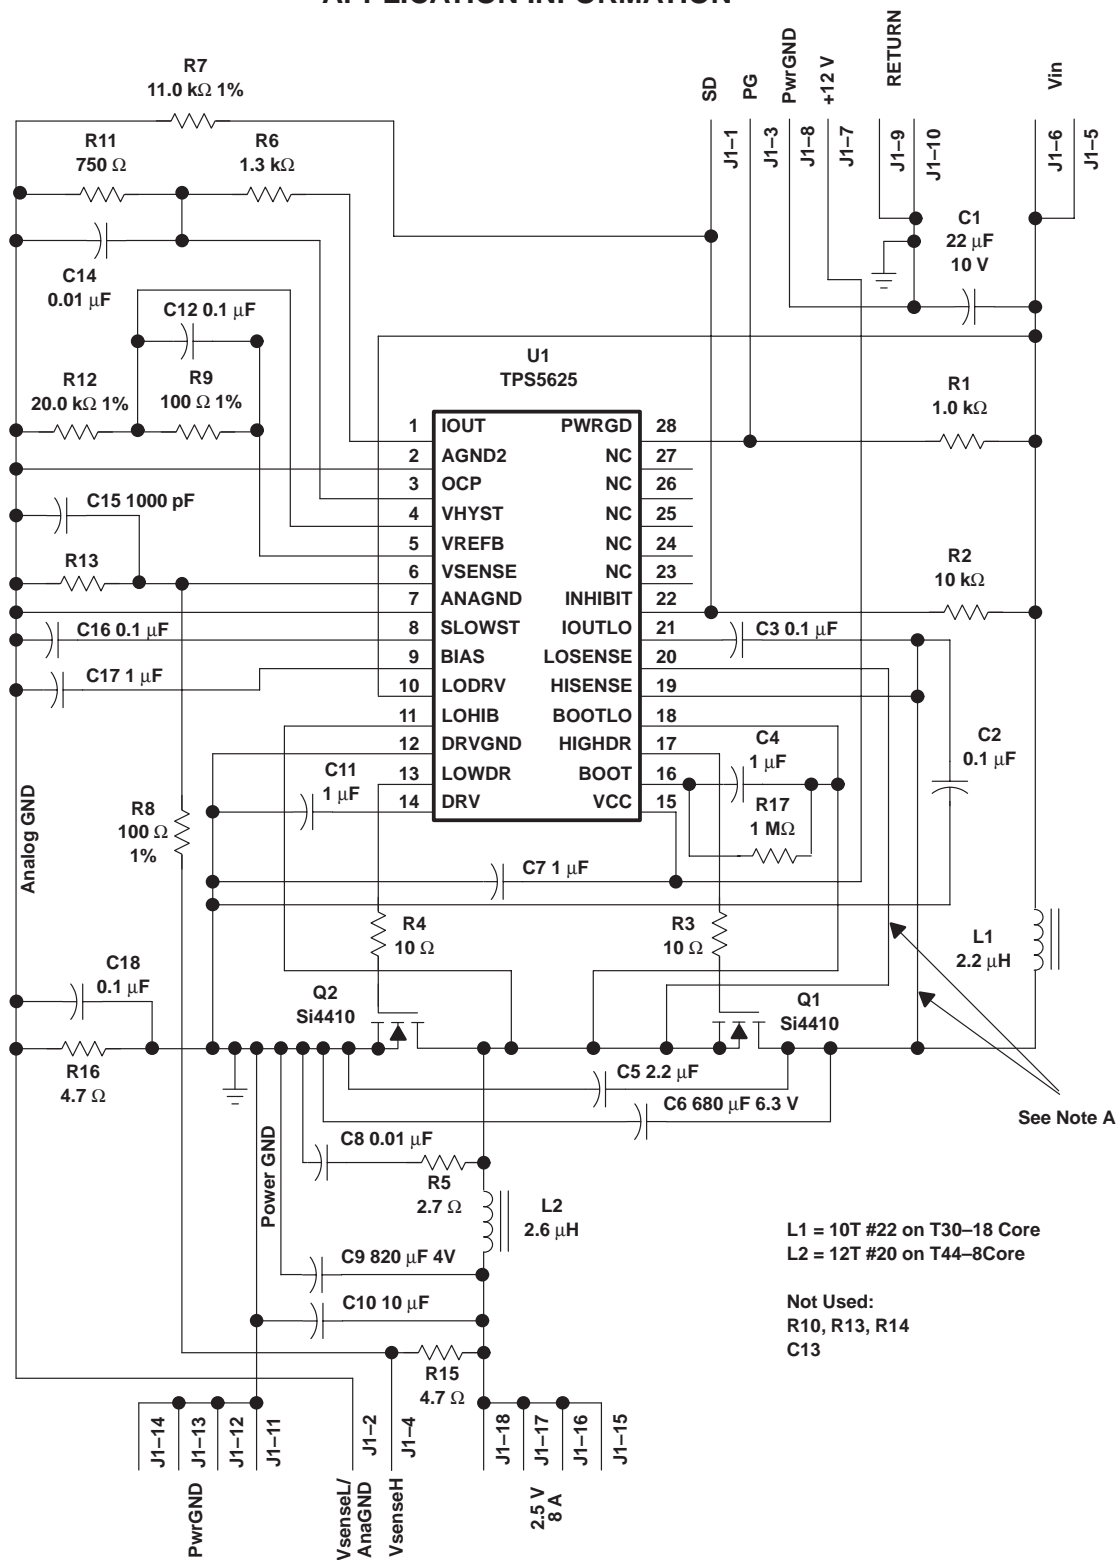 APPLICATION INFORMATION
R7
11.0 kΩ 1%
R11
750 Ω
R6
1.3 kΩ
SD
PG
PwrGND
+12 V
RETURN
Vin
J1–1
J1–3
J1–8
J1–7
J1–9
J1–10
J1–6
J1–5
C1
22 μF
10 V
C14
0.01 μF
C12 0.1 μF
R12
20.0 kΩ 1%
R9
100 Ω 1%
U1
TPS5625
R1
1.0 kΩ
1 IOUT PWRGD 28
2 AGND2 NC 27
3 OCP NC 26
4 VHYST NC 25
5 VREFB NC 24
6 VSENSE NC 23
7 ANAGND INHIBIT 22
8 SLOWST IOUTLO 21
9 BIAS LOSENSE 20
10 LODRV HISENSE 19
11 LOHIB BOOTLO 18
12 DRVGND HIGHDR 17
13 LOWDR BOOT 16
14 DRV VCC 15
C15 1000 pF
R13
R2
10 kΩ
C16 0.1 μF
C3 0.1 μF
C17 1 μF
C2
0.1 μF
C4
1 μF
C11
1 μF
R17
1 MΩ
Analog GND
R8
100 Ω
1%
C7 1 μF
R4
10 Ω
R3
10 Ω
L1
2.2 μH
C18
0.1 μF
Q2
Si4410
Q1
Si4410
R16
4.7 Ω
C5 2.2 μF
C6 680 μF 6.3 V
See Note A
Power GND
C8 0.01 μF
R5
2.7 Ω
L2
2.6 μH
L1 = 10T #22 on T30–18 Core
L2 = 12T #20 on T44–8Core
C9 820 μF 4V
C10 10 μF
Not Used:
R10, R13, R14
C13
R15
4.7 Ω
J1–14
J1–13
J1–12
J1–11
J1–2
J1–4
J1–18
J1–17
J1–16
J1–15
PwrGND
VsenseL/
AnaGND
VsenseH
2.5 V
8 A